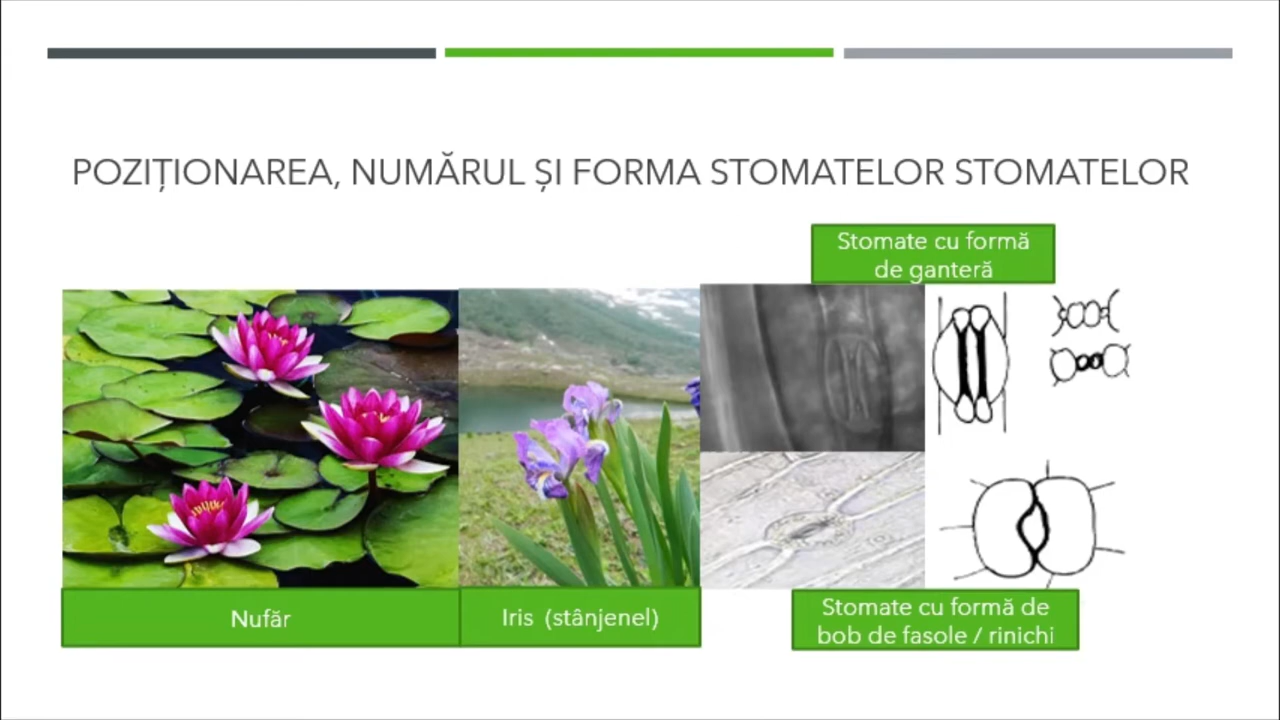 POZIȚIONAREA, NUMĂRUL ȘI FORMA STOMATELOR STOMATELOR
Stomate cu formă
de ganteră
Nufăr
Iris (stânjenel)
Stomate cu formă de
bob de fasole / rinichi